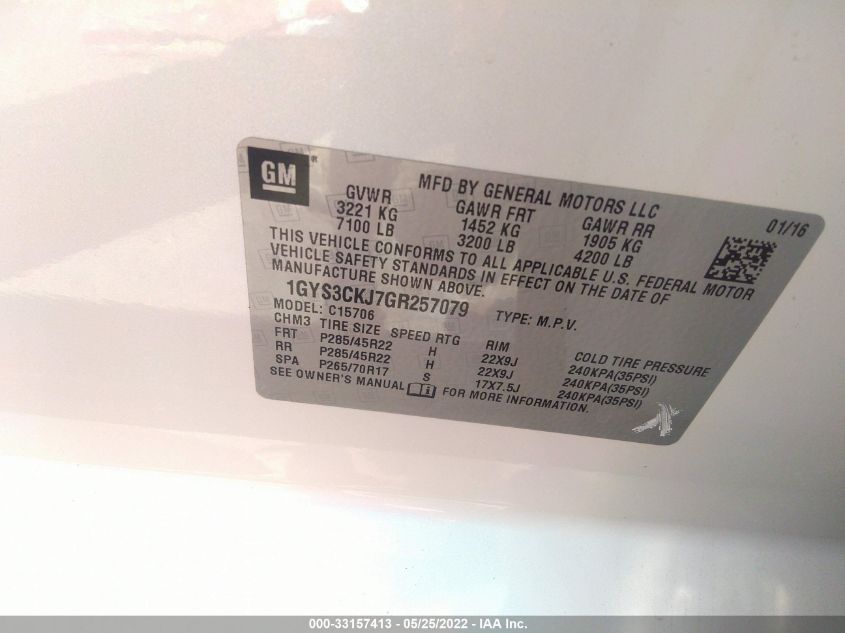 GM®
MFD BY GENERAL MOTORS LLC
01/16
GVWR GAWR FRT GAWR RR
3221 KG 1452 KG 1905 KG
7100 LB 3200 LB 4200 LB
THIS VEHICLE CONFORMS TO ALL APPLICABLE U.S. FEDERAL MOTOR
VEHICLE SAFETY STANDARDS IN EFFECT ON THE DATE OF
MANUFACTURE SHOWN ABOVE.
1GYS3CKJ7GR257079 TYPE: M.P.V.
MODEL: C15706
CHM3 TIRE SIZE SPEED RTG RIM COLD TIRE PRESSURE
FRT P285/45R22 H 22X9J 240KPA(35PSI)
RR P285/45R22 H 22X9J 240KPA(35PSI)
SPA P265/70R17 S 17X7.5J 240KPA(35PSI)
SEE OWNER'S MANUAL i FOR MORE INFORMATION.
000-33157413 - 05/25/2022 - IAA Inc.